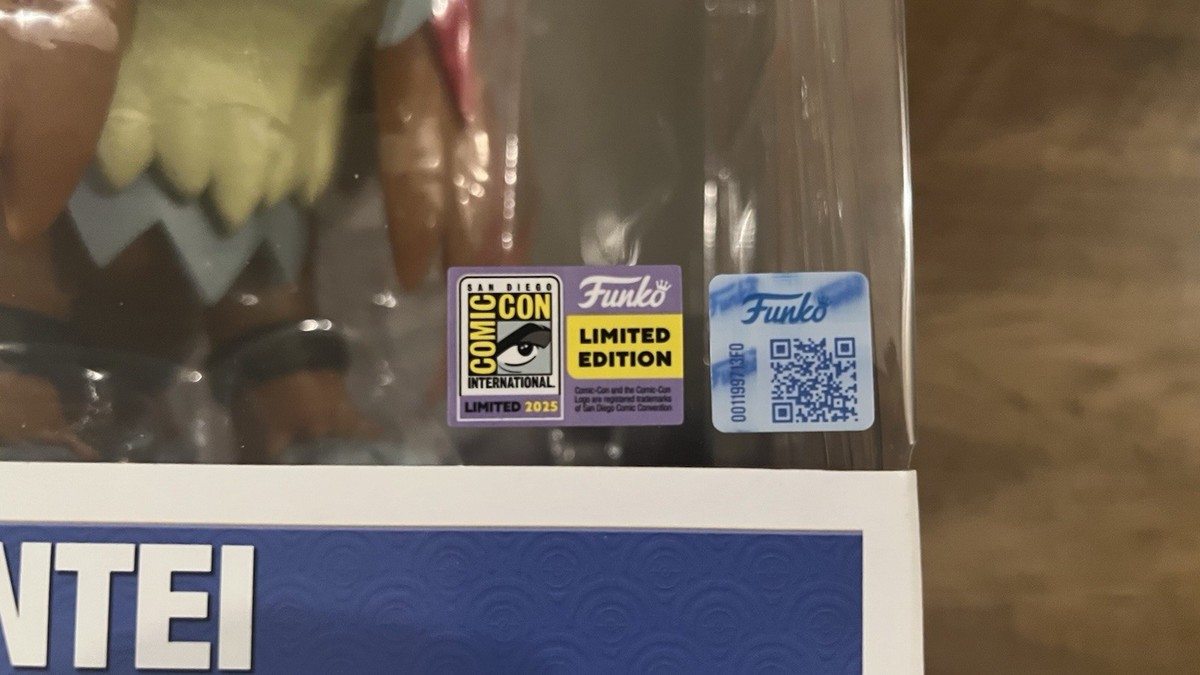 SAN DIEGO
COMIC
CON
INTERNATIONAL
LIMITED 2025
Funko
LIMITED
EDITION
Comic-Con and the Comic-Con
Logo are registered trademarks
of San Diego Comic Convention
Funko
NTEI